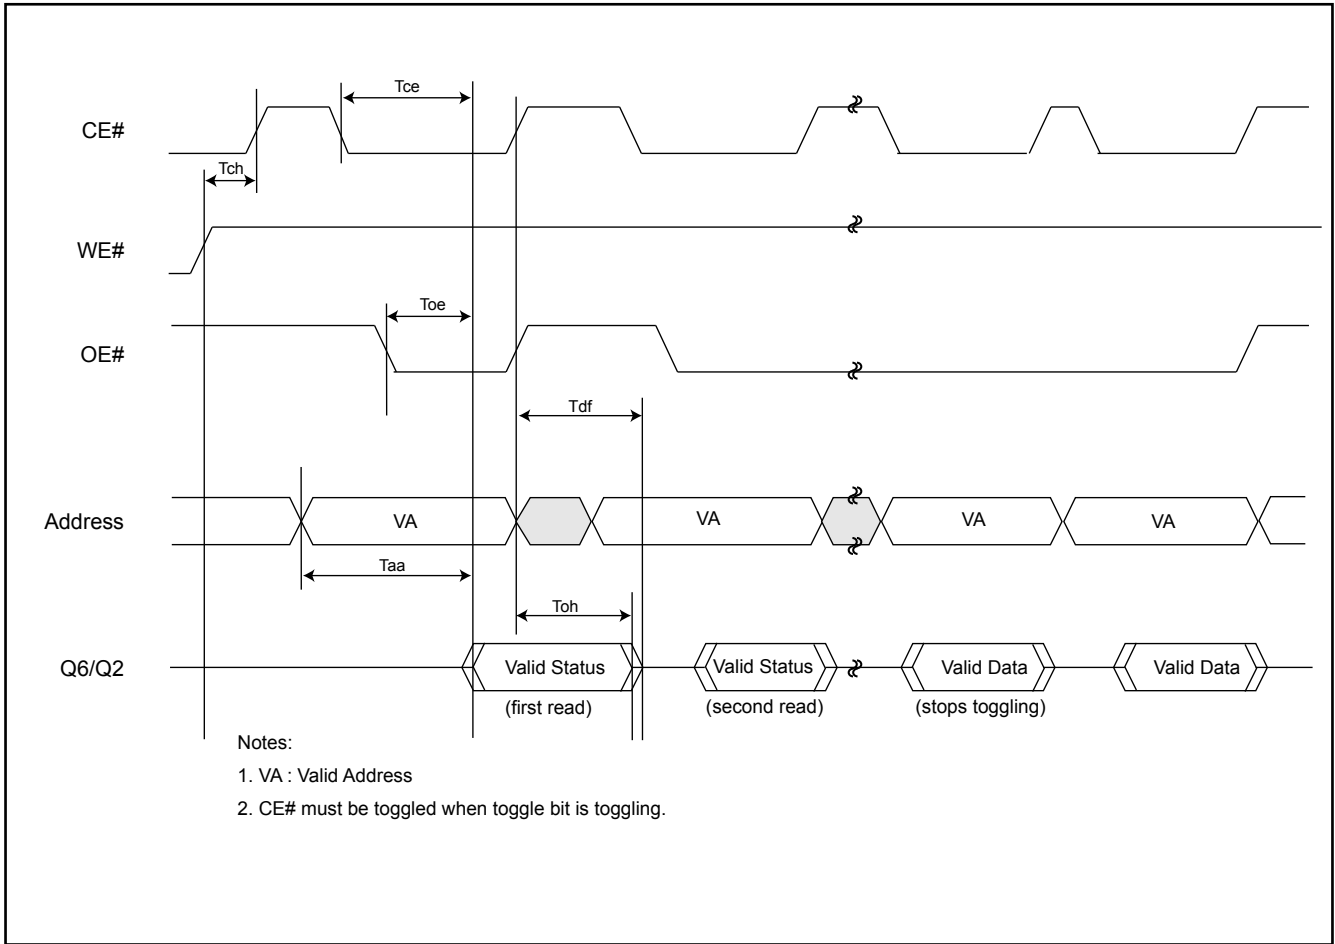 Tce
CE#
Tch
WE#
Toe
OE#
Tdf
Address
VA
VA
VA
VA
Taa
Toh
Q6/Q2
Valid Status
Valid Status
Valid Data
Valid Data
(first read)
(second read)
(stops toggling)
Notes:
1. VA : Valid Address
2. CE# must be toggled when toggle bit is toggling.